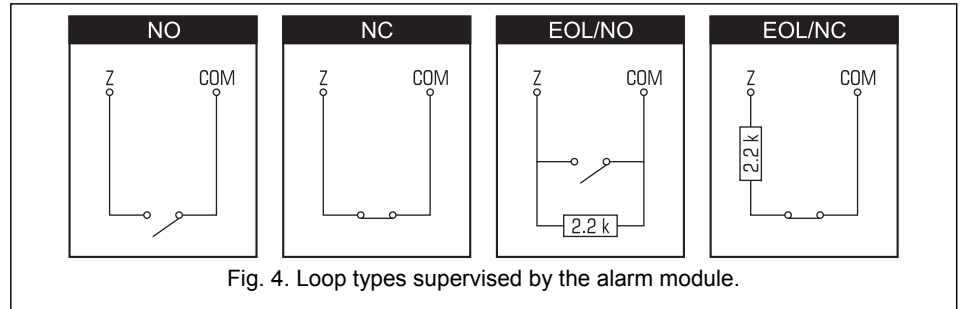 NO
NC
EOL/NO
EOL/NC
Z COM
Z COM
Z COM
2.2 k
Z COM
2.2 k
Fig. 4. Loop types supervised by the alarm module.